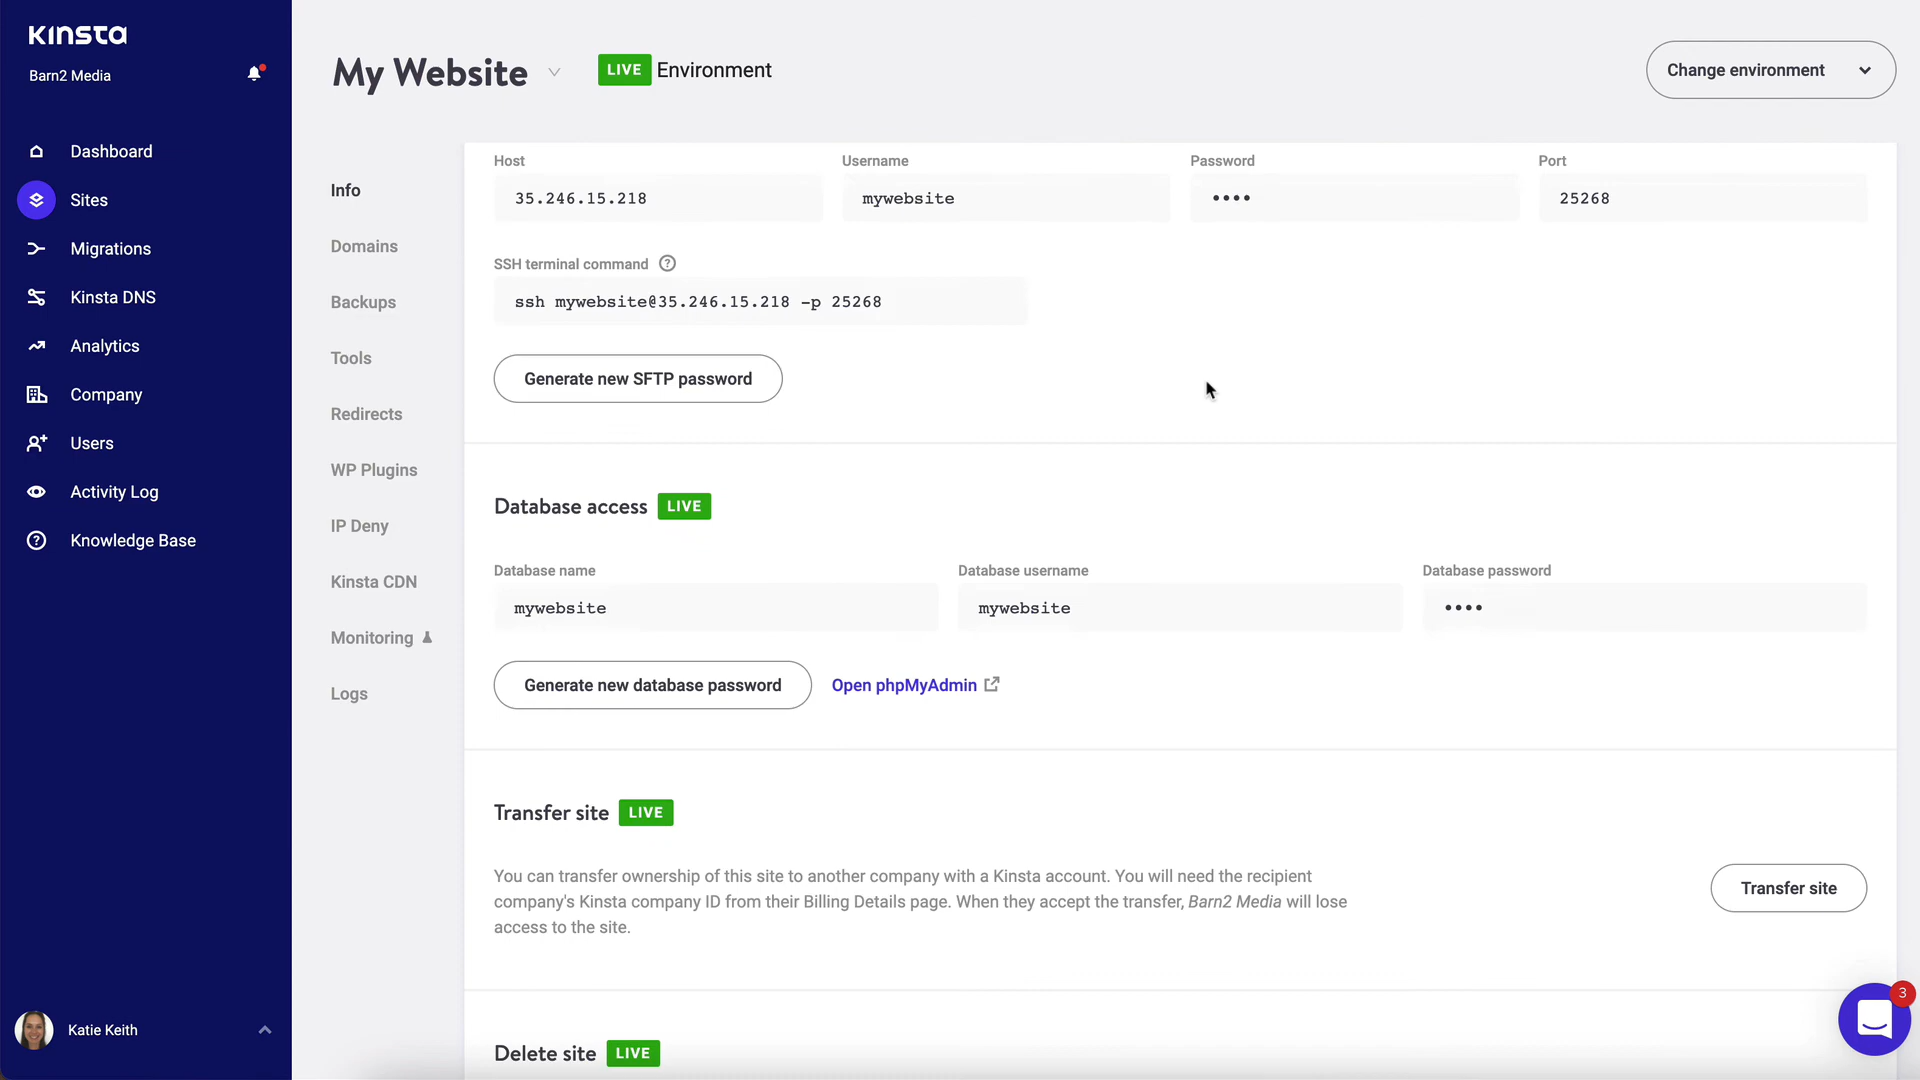 Kinsta
Barn2 Media
Dashboard
Sites
Migrations
Kinsta DNS
Analytics
Company
Users
Activity Log
Knowledge Base
Katie Keith
My Website
LIVE Environment
Change environment
Info
Domains
Backups
Tools
Redirects
WP Plugins
IP Deny
Kinsta CDN
Monitoring
Logs
Host Username Password Port
35.246.15.218 mywebsite •••• 25268
SSH terminal command ?
ssh mywebsite@35.246.15.218 -p 25268
Generate new SFTP password
Database access LIVE
Database name Database username Database password
mywebsite mywebsite ••••
Generate new database password Open phpMyAdmin
Transfer site LIVE
You can transfer ownership of this site to another company with a Kinsta account. You will need the recipient
company's Kinsta company ID from their Billing Details page. When they accept the transfer, Barn2 Media will lose
access to the site.
Transfer site
3
Delete site LIVE